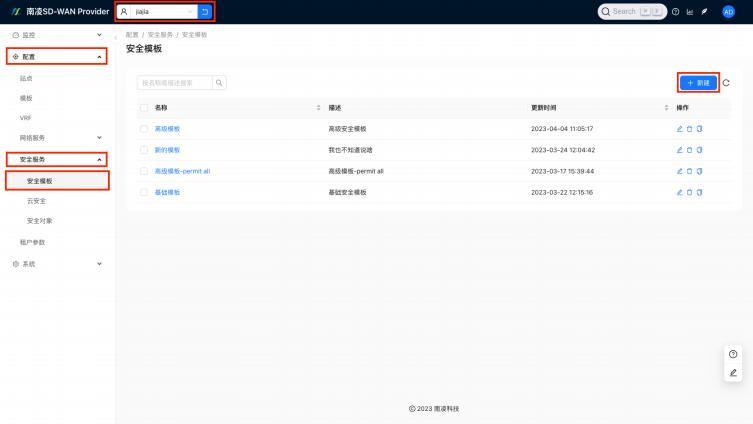 南凌SD-WAN Provider
jiajia
Search
AD
监控
配置
站点
模板
VRF
网络服务
安全服务
安全模板
云安全
安全对象
租户参数
系统
配置 / 安全服务 / 安全模板
安全模板
按名称或描述搜索
+ 新建
名称 描述 更新时间 操作
高级模板 高级安全模板 2023-04-04 11:05:17
新的模板 我也不知道说啥 2023-03-24 12:04:42
高级模板-permit all 高级模板-permit all 2023-03-17 15:39:44
基础模板 基础安全模板 2023-03-22 12:15:16
© 2023 南凌科技